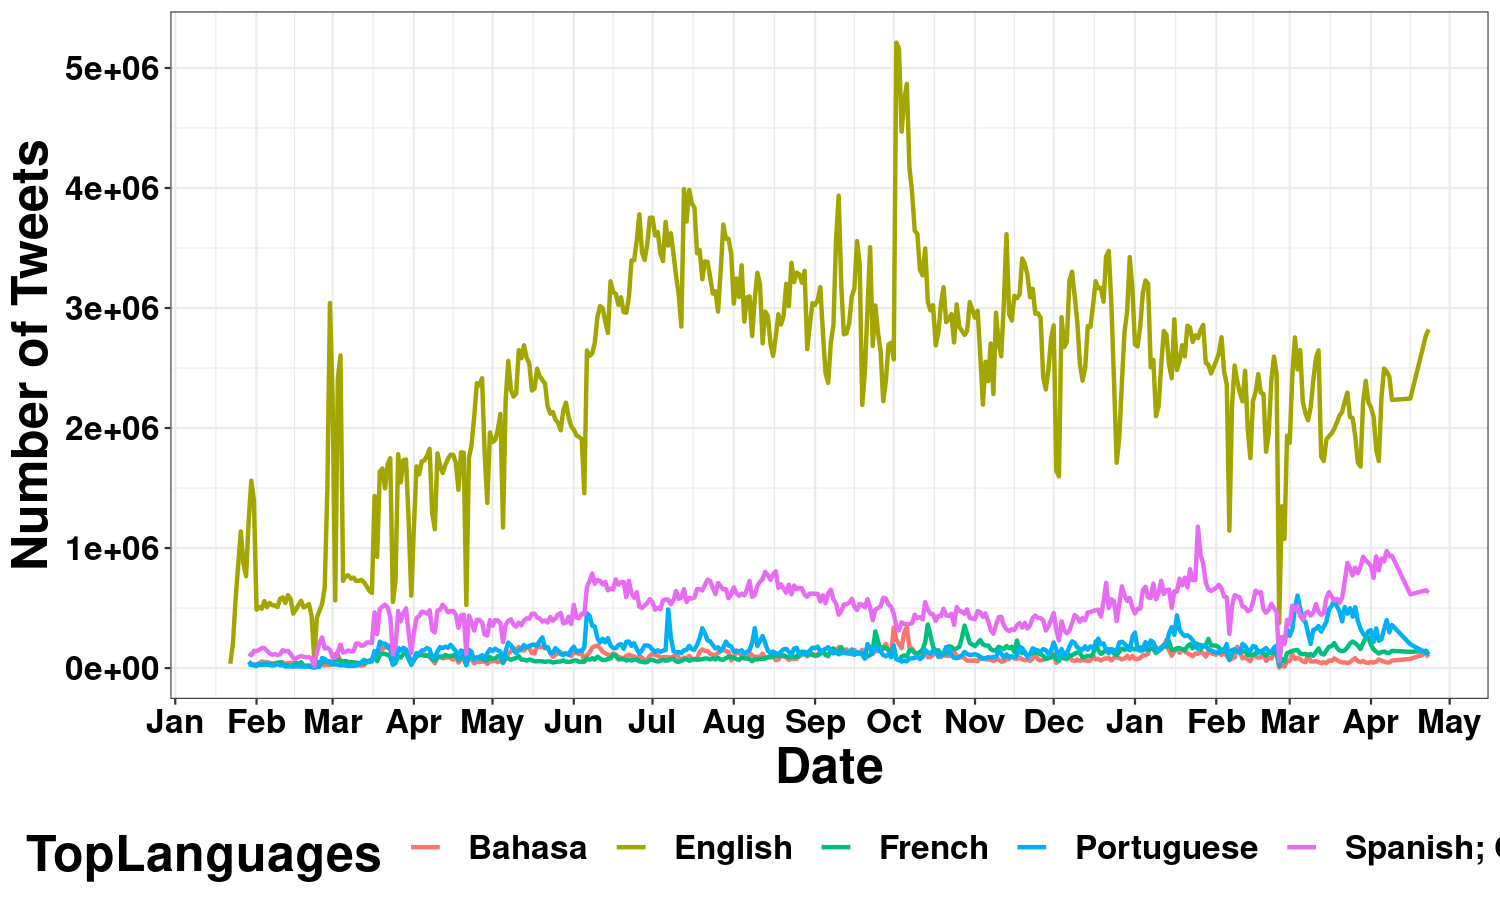 Number of Tweets
5e+06
4e+06
3e+06
2e+06
1e+06
0e+00
Jan Feb Mar Apr May Jun Jul Aug Sep Oct Nov Dec Jan Feb Mar Apr May
Date
TopLanguages Bahasa English French Portuguese Spanish;